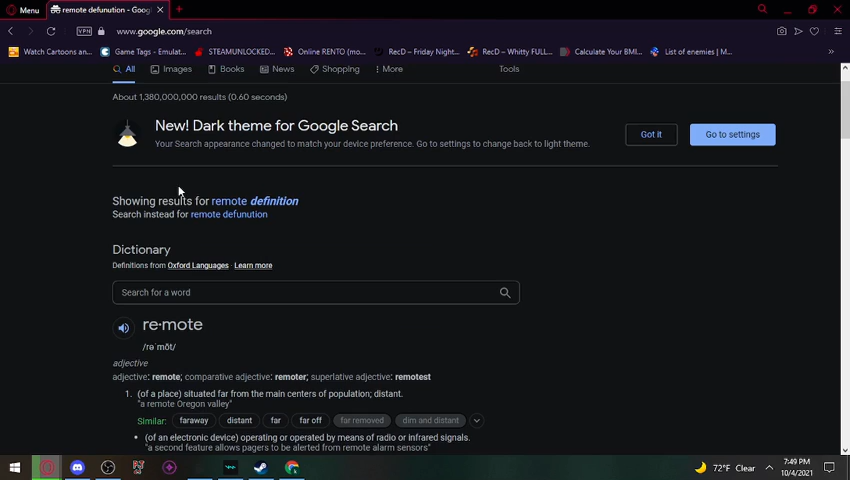 Menu
remote defunution - Googl
VPN
www.google.com/search
Watch Cartoons an...
Game Tags - Emulat...
STEAMUNLOCKED...
Online RENTO (mo...
RecD – Friday Night...
RecD – Whitty FULL...
Calculate Your BMI...
List of enemies | M...
All
Images
Books
News
Shopping
More
Tools
About 1,380,000,000 results (0.60 seconds)
New! Dark theme for Google Search
Your Search appearance changed to match your device preference. Go to settings to change back to light theme.
Got it
Go to settings
Showing results for remote definition
Search instead for remote defunution
Dictionary
Definitions from Oxford Languages · Learn more
Search for a word
re·mote
/rəˈmōt/
adjective
adjective: remote; comparative adjective: remoter; superlative adjective: remotest
1. (of a place) situated far from the main centers of population; distant.
"a remote Oregon valley"
Similar: faraway distant far far off far removed dim and distant
• (of an electronic device) operating or operated by means of radio or infrared signals.
"a second feature allows pagers to be alerted from remote alarm sensors"
72°F Clear
7:49 PM
10/4/2021